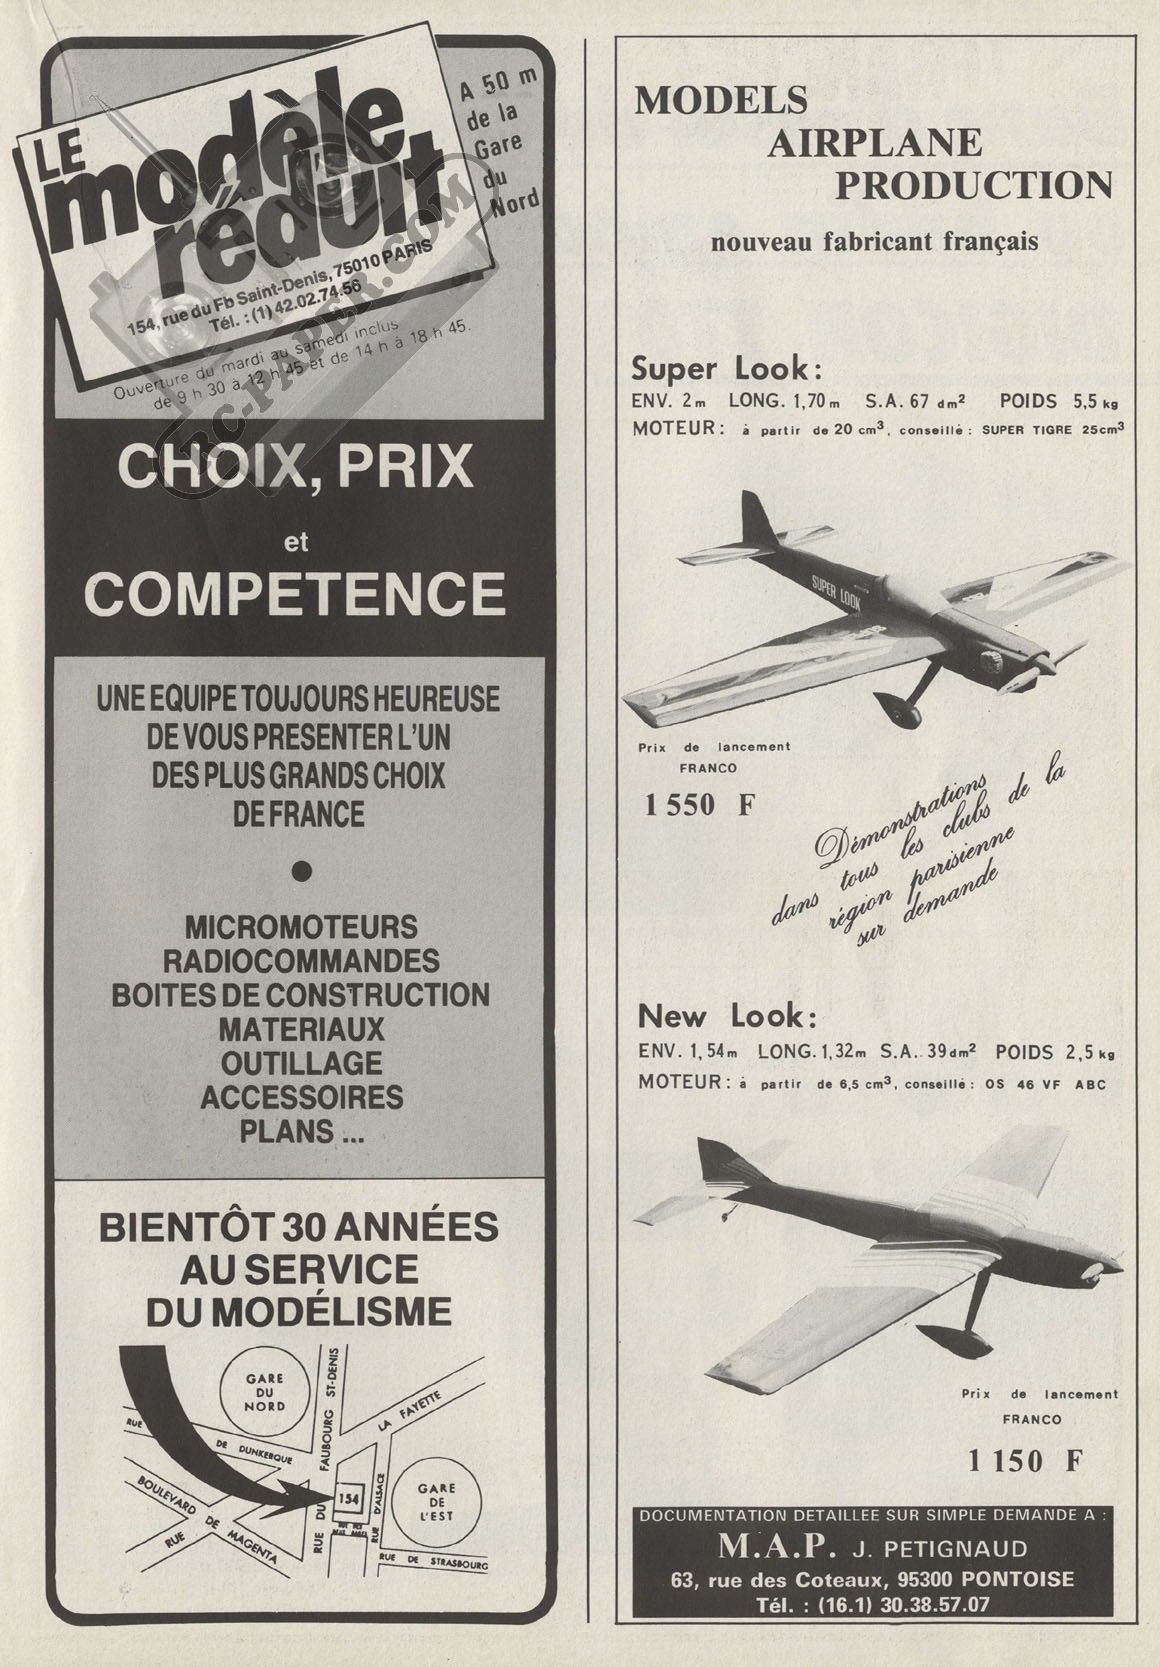 LE
modèle
réduit
154, rue du Fb Saint-Denis, 75010 PARIS
Tél. : (1) 42.02.74.56
A 50 m
de la
Gare
du
Nord
Ouverture du mardi au samedi inclus
de 9 h 30 à 12 h 45 et de 14 h à 18 h 45.
RC-PAPER.COM
CHOIX, PRIX
et
COMPETENCE
UNE EQUIPE TOUJOURS HEUREUSE
DE VOUS PRESENTER L'UN
DES PLUS GRANDS CHOIX
DE FRANCE
MICROMOTEURS
RADIOCOMMANDES
BOITES DE CONSTRUCTION
MATERIAUX
OUTILLAGE
ACCESSOIRES
PLANS ...
BIENTÔT 30 ANNÉES
AU SERVICE
DU MODÉLISME
GARE
DU
NORD
RUE DU FAUBOURG ST-DENIS
LA FAYETTE
RUE DE DUNKERQUE
BOULEVARD DE MAGENTA
RUE
154
RUE D'ALSACE
GARE
DE
L'EST
RUE DE STRASBOURG
MODELS
AIRPLANE
PRODUCTION
nouveau fabricant français
Super Look:
ENV. 2m LONG. 1,70 m S.A. 67 dm² POIDS 5,5 kg
MOTEUR: à partir de 20 cm³, conseillé: SUPER TIGRE 25cm³
SUPER LOOK
Prix de lancement
FRANCO
1 550 F
Démonstrations
dans tous les clubs de la
région parisienne
sur demande
New Look:
ENV. 1,54m LONG. 1,32m S.A. 39dm² POIDS 2,5 kg
MOTEUR: à partir de 6,5 cm³, conseillé: OS 46 VF ABC
Prix de lancement
FRANCO
1 150 F
DOCUMENTATION DETAILLEE SUR SIMPLE DEMANDE A :
M.A.P. J. PETIGNAUD
63, rue des Coteaux, 95300 PONTOISE
Tél. : (16.1) 30.38.57.07